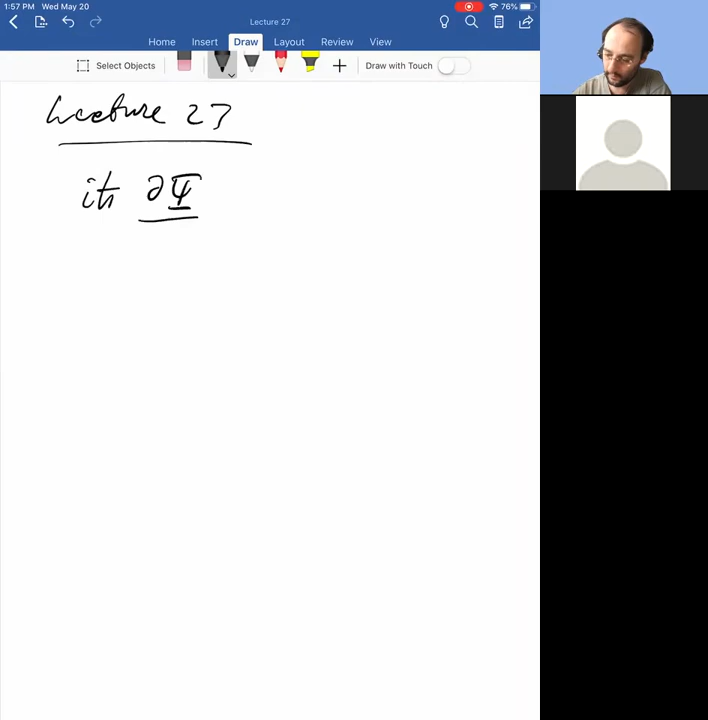 1:57 PM Wed May 20 76%
Lecture 27
Home Insert Draw Layout Review View
Select Objects Draw with Touch
Lecture 27
iħ ∂Ψ